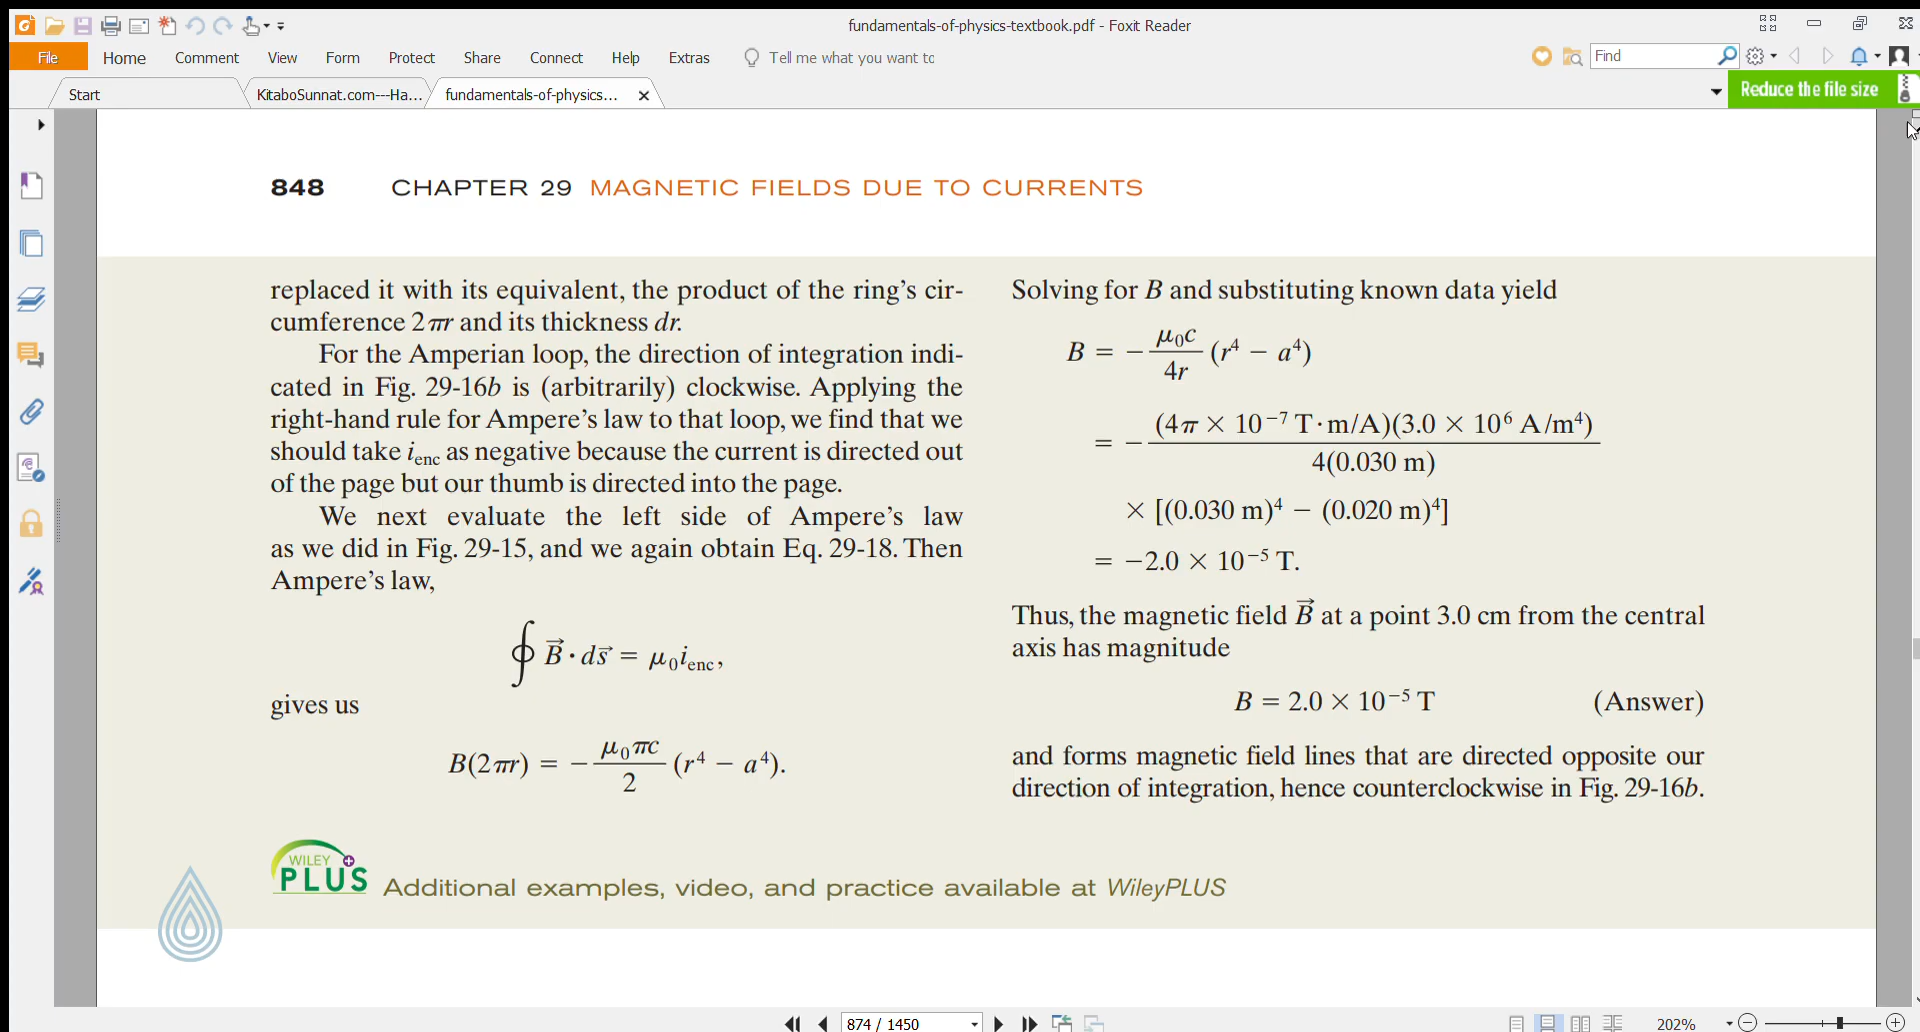 fundamentals-of-physics-textbook.pdf - Foxit Reader
File Home Comment View Form Protect Share Connect Help Extras Tell me what you want to Find
Start KitaboSunnat.com---Ha... fundamentals-of-physics... Reduce the file size
848 CHAPTER 29 MAGNETIC FIELDS DUE TO CURRENTS
replaced it with its equivalent, the product of the ring's cir-
cumference 2πr and its thickness dr.
For the Amperian loop, the direction of integration indi-
cated in Fig. 29-16b is (arbitrarily) clockwise. Applying the
right-hand rule for Ampere's law to that loop, we find that we
should take i_enc as negative because the current is directed out
of the page but our thumb is directed into the page.
We next evaluate the left side of Ampere's law
as we did in Fig. 29-15, and we again obtain Eq. 29-18. Then
Ampere's law,
∮ B⃗ · ds⃗ = μ₀i_enc,
gives us
B(2πr) = − μ₀πc/2 (r⁴ − a⁴).
Solving for B and substituting known data yield
B = − μ₀c/4r (r⁴ − a⁴)
= − (4π × 10⁻⁷ T·m/A)(3.0 × 10⁶ A/m⁴)/4(0.030 m)
× [(0.030 m)⁴ − (0.020 m)⁴]
= −2.0 × 10⁻⁵ T.
Thus, the magnetic field B⃗ at a point 3.0 cm from the central
axis has magnitude
B = 2.0 × 10⁻⁵ T (Answer)
and forms magnetic field lines that are directed opposite our
direction of integration, hence counterclockwise in Fig. 29-16b.
WILEY
PLUS
Additional examples, video, and practice available at WileyPLUS
874 / 1450 202%